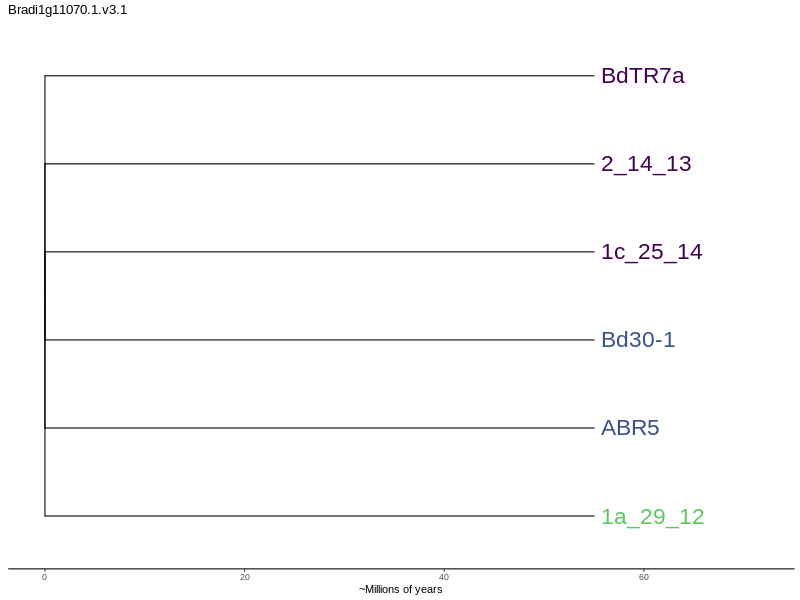 Bradi1g11070.1.v3.1
BdTR7a
2_14_13
1c_25_14
Bd30-1
ABR5
1a_29_12
0 20 40 60
~Millions of years